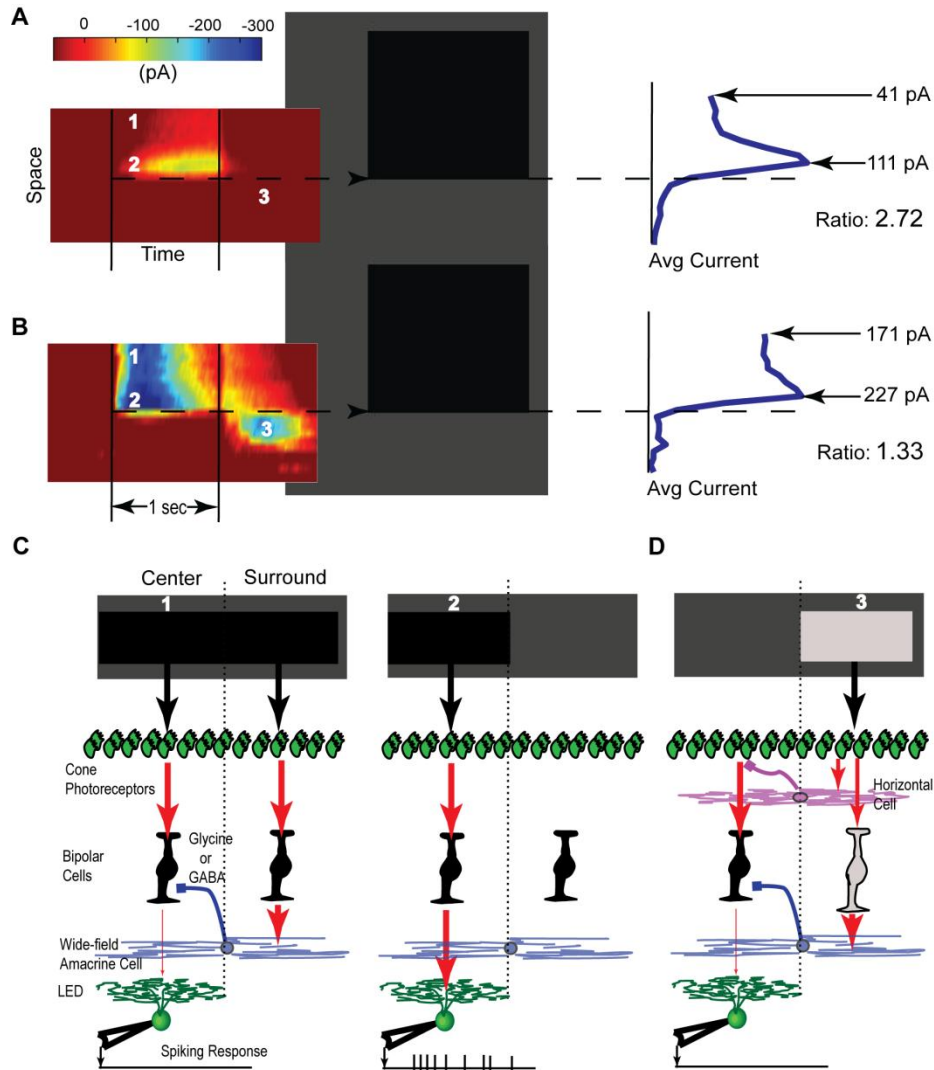 A
0 -100 -200 -300
(pA)
Space
1
2
3
Time
41 pA
111 pA
Ratio: 2.72
Avg Current
B
1
2
3
1 sec
171 pA
227 pA
Ratio: 1.33
Avg Current
C
D
Center Surround
1
2
3
Cone
Photoreceptors
Horizontal
Cell
Bipolar
Cells
Glycine
or
GABA
Wide-field
Amacrine Cell
LED
Spiking Response